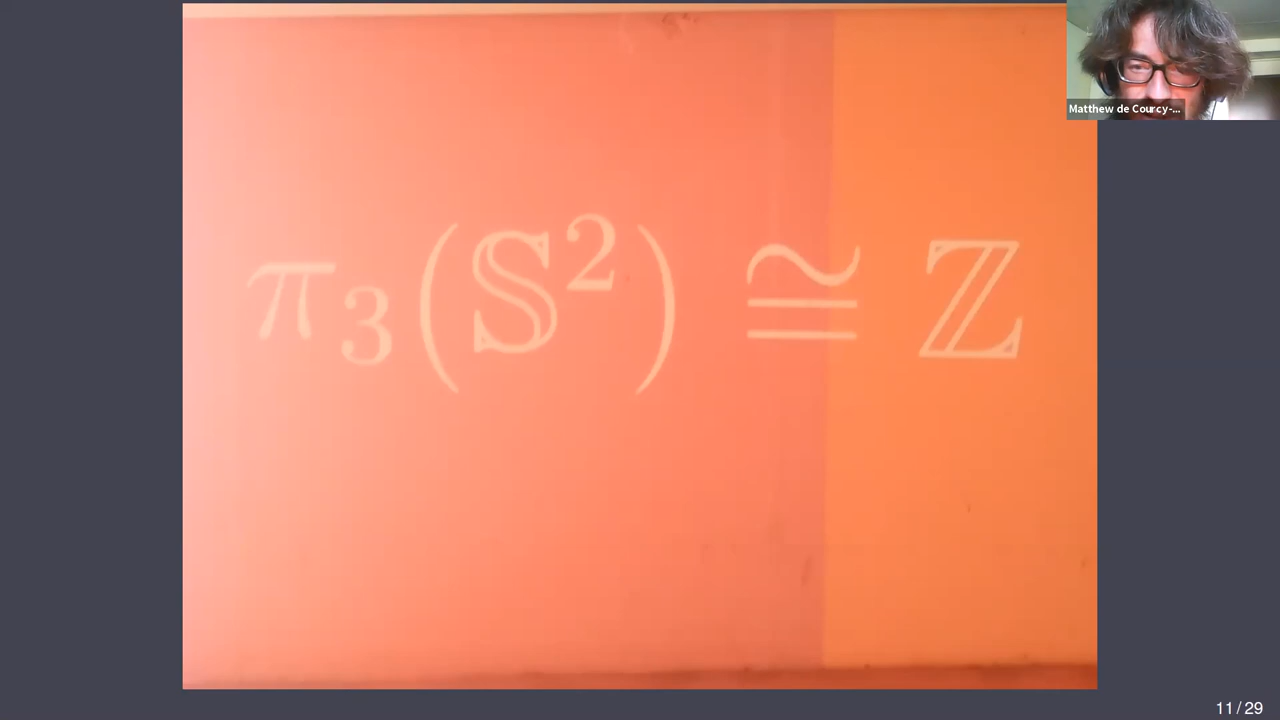 Matthew de Courcy-...
π₃(𝕊²) ≅ ℤ
11 / 29